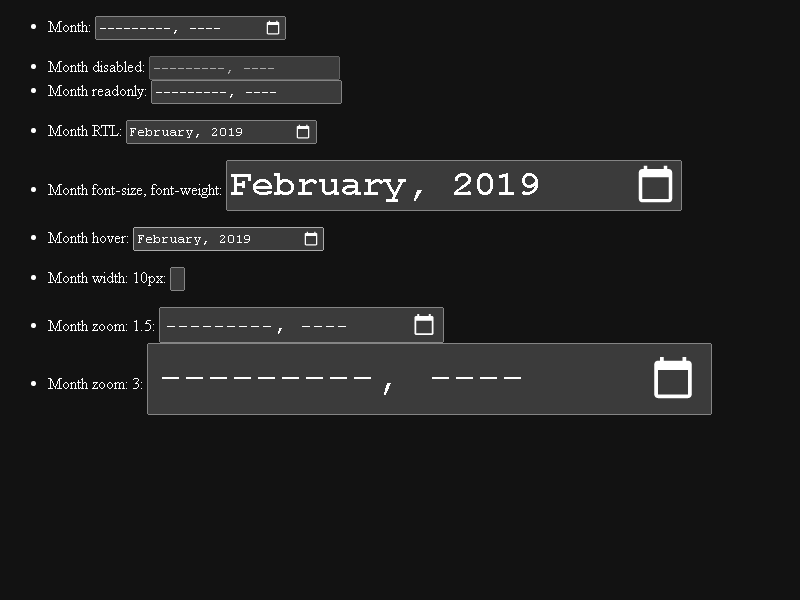 Month: ---------, ----
Month disabled: ---------, ----
Month readonly: ---------, ----
Month RTL: February, 2019
Month font-size, font-weight: February, 2019
Month hover: February, 2019
Month width: 10px:
Month zoom: 1.5: ---------, ----
Month zoom: 3: ---------, ----